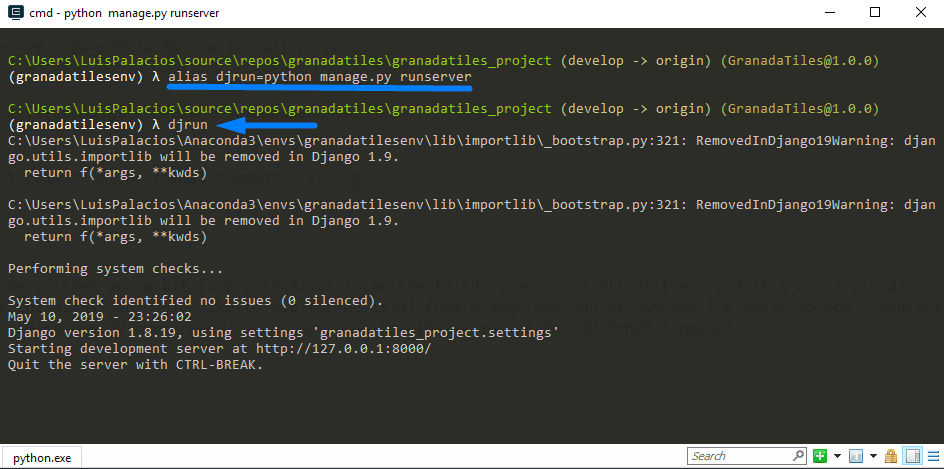 cmd - python  manage.py runserver
C:\Users\LuisPalacios\source\repos\granadatiles\granadatiles_project (develop -> origin) (GranadaTiles@1.0.0)
(granadatilesenv) λ alias djrun=python manage.py runserver
C:\Users\LuisPalacios\source\repos\granadatiles\granadatiles_project (develop -> origin) (GranadaTiles@1.0.0)
(granadatilesenv) λ djrun
C:\Users\LuisPalacios\Anaconda3\envs\granadatilesenv\lib\importlib\_bootstrap.py:321: RemovedInDjango19Warning: djan
go.utils.importlib will be removed in Django 1.9.
  return f(*args, **kwds)
C:\Users\LuisPalacios\Anaconda3\envs\granadatilesenv\lib\importlib\_bootstrap.py:321: RemovedInDjango19Warning: djan
go.utils.importlib will be removed in Django 1.9.
  return f(*args, **kwds)
Performing system checks...
System check identified no issues (0 silenced).
May 10, 2019 - 23:26:02
Django version 1.8.19, using settings 'granadatiles_project.settings'
Starting development server at http://127.0.0.1:8000/
Quit the server with CTRL-BREAK.
python.exe
Search